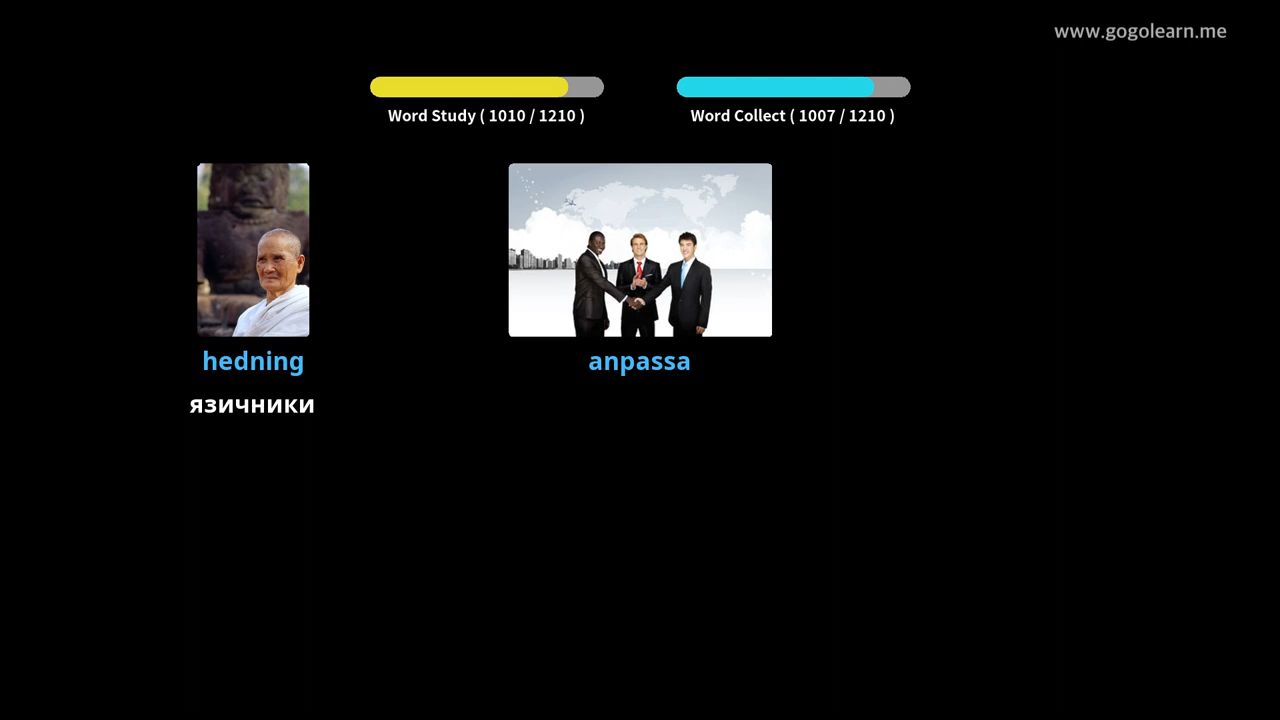 www.gogolearn.me
Word Study ( 1010 / 1210 )
Word Collect ( 1007 / 1210 )
hedning
anpassa
язичники